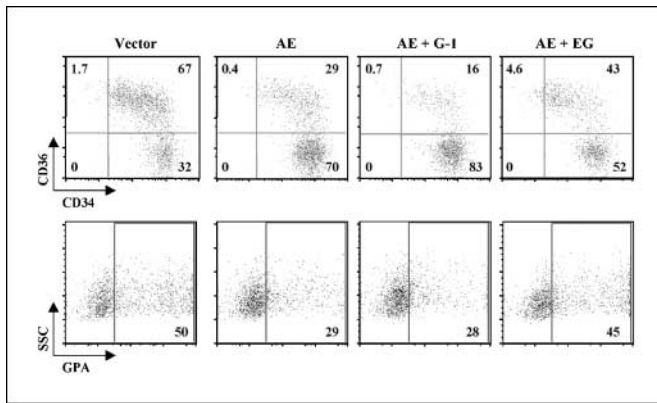 Vector AE AE + G-1 AE + EG
1.7 67 0.4 29 0.7 16 4.6 43
0 32 0 70 0 83 0 52
CD36
CD34
50 29 28 45
SSC
GPA